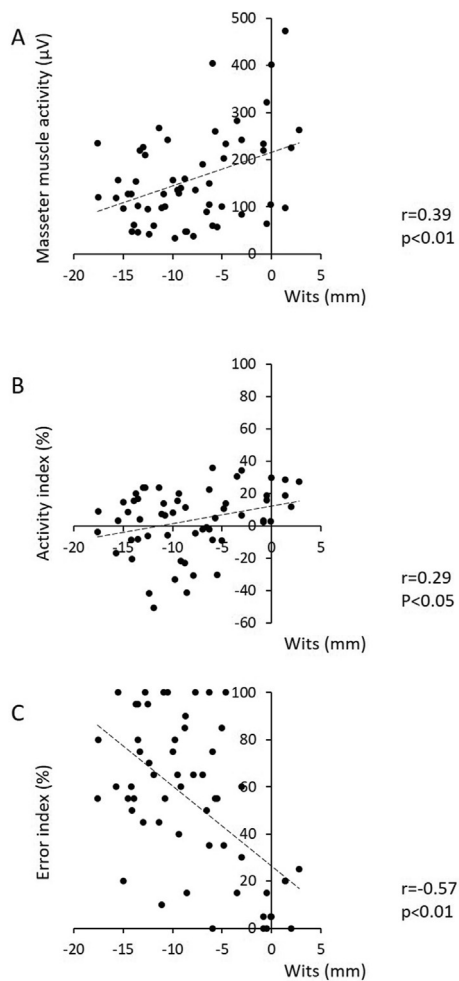 A
Masseter muscle activity (μV)
500
400
300
200
100
0
-20 -15 -10 -5 0 5
Wits (mm)
r=0.39
p<0.01
B
Activity index (%)
100
80
60
40
20
0
-20
-40
-60
-20 -15 -10 -5 0 5
Wits (mm)
r=0.29
P<0.05
C
Error index (%)
100
80
60
40
20
0
-20 -15 -10 -5 0 5
Wits (mm)
r=-0.57
p<0.01